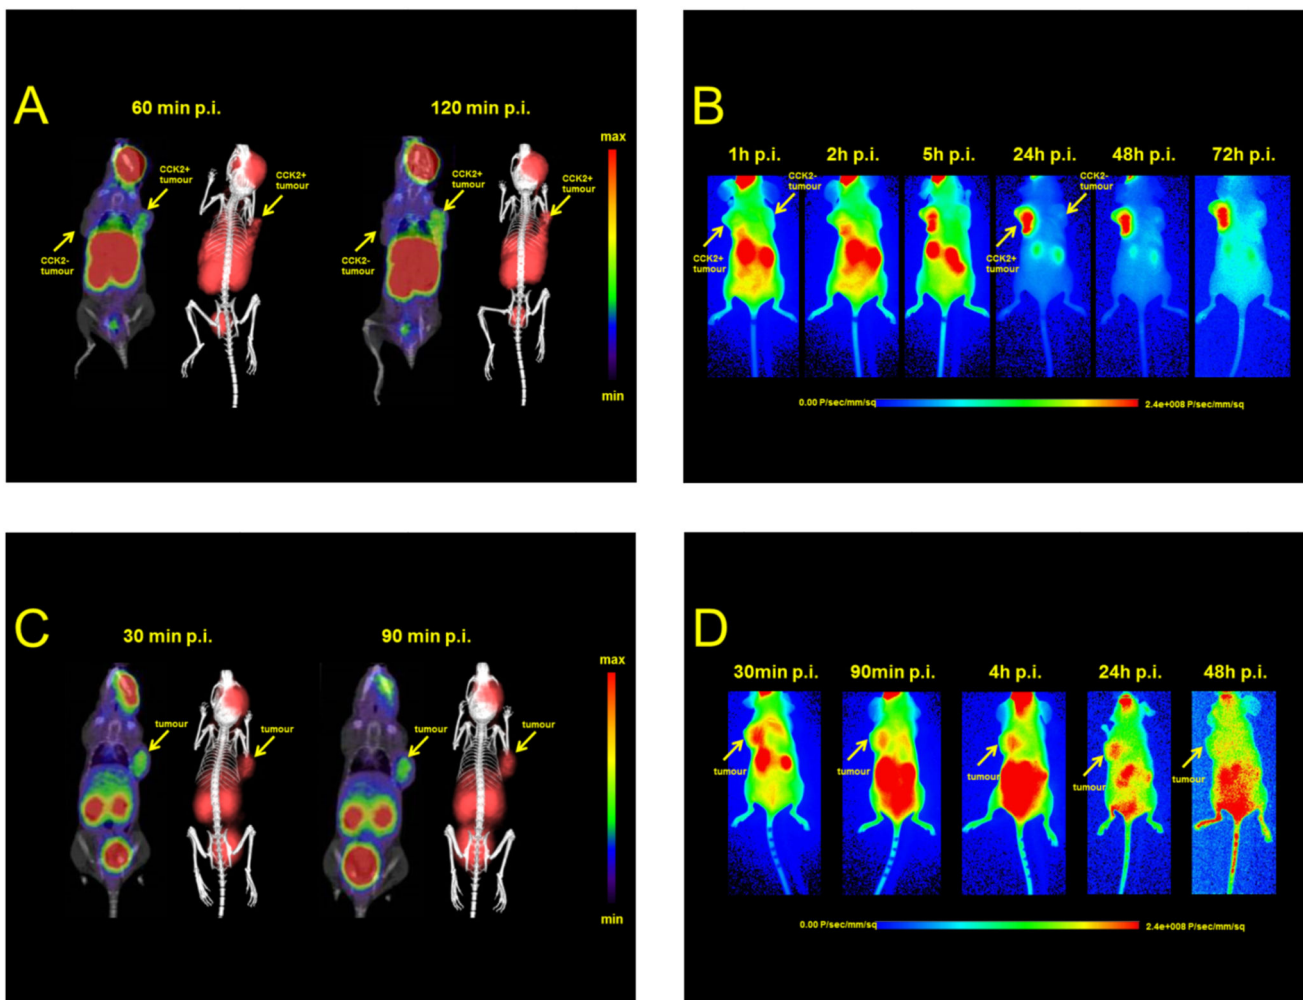 A
60 min p.i.
120 min p.i.
max
CCK2+
tumour
CCK2+
tumour
CCK2+
tumour
CCK2+
tumour
CCK2-
tumour
CCK2-
tumour
min
B
1h p.i.
2h p.i.
5h p.i.
24h p.i.
48h p.i.
72h p.i.
CCK2-
tumour
CCK2-
tumour
CCK2+
tumour
CCK2+
tumour
0.00 P/sec/mm/sq
2.4e+008 P/sec/mm/sq
C
30 min p.i.
90 min p.i.
max
tumour
tumour
tumour
tumour
min
D
30min p.i.
90min p.i.
4h p.i.
24h p.i.
48h p.i.
tumour
tumour
tumour
tumour
tumour
0.00 P/sec/mm/sq
2.4e+008 P/sec/mm/sq